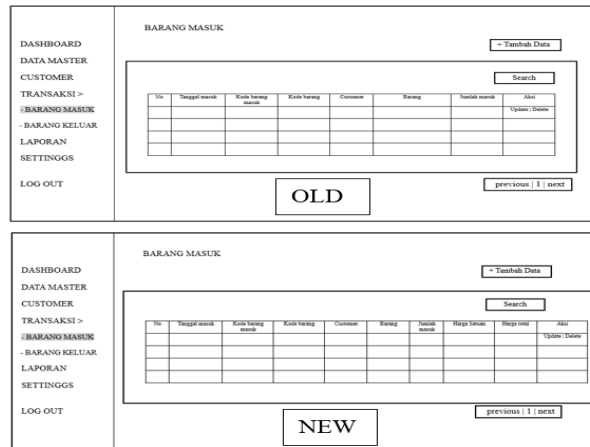 BARANG MASUK
DASHBOARD
+ Tambah Data
DATA MASTER
CUSTOMER
Search
TRANSAKSI >
No Tanggal masuk Kode barang masuk Kode barang Customer Barang Jumlah masuk Aksi
- BARANG MASUK
Update | Delete
- BARANG KELUAR
LAPORAN
SETTINGGS
LOG OUT
OLD
previous | 1 | next
BARANG MASUK
DASHBOARD
+ Tambah Data
DATA MASTER
CUSTOMER
Search
TRANSAKSI >
No Tanggal masuk Kode barang masuk Kode barang Customer Barang Jumlah masuk Harga Satuan Harga total Aksi
- BARANG MASUK
Update | Delete
- BARANG KELUAR
LAPORAN
SETTINGGS
LOG OUT
NEW
previous | 1 | next